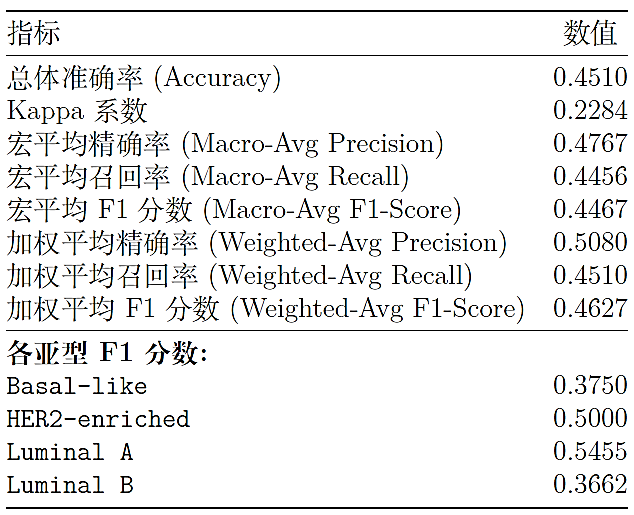 指标 数值
总体准确率 (Accuracy) 0.4510
Kappa 系数 0.2284
宏平均精确率 (Macro-Avg Precision) 0.4767
宏平均召回率 (Macro-Avg Recall) 0.4456
宏平均 F1 分数 (Macro-Avg F1-Score) 0.4467
加权平均精确率 (Weighted-Avg Precision) 0.5080
加权平均召回率 (Weighted-Avg Recall) 0.4510
加权平均 F1 分数 (Weighted-Avg F1-Score) 0.4627
各亚型 F1 分数:
Basal-like 0.3750
HER2-enriched 0.5000
Luminal A 0.5455
Luminal B 0.3662